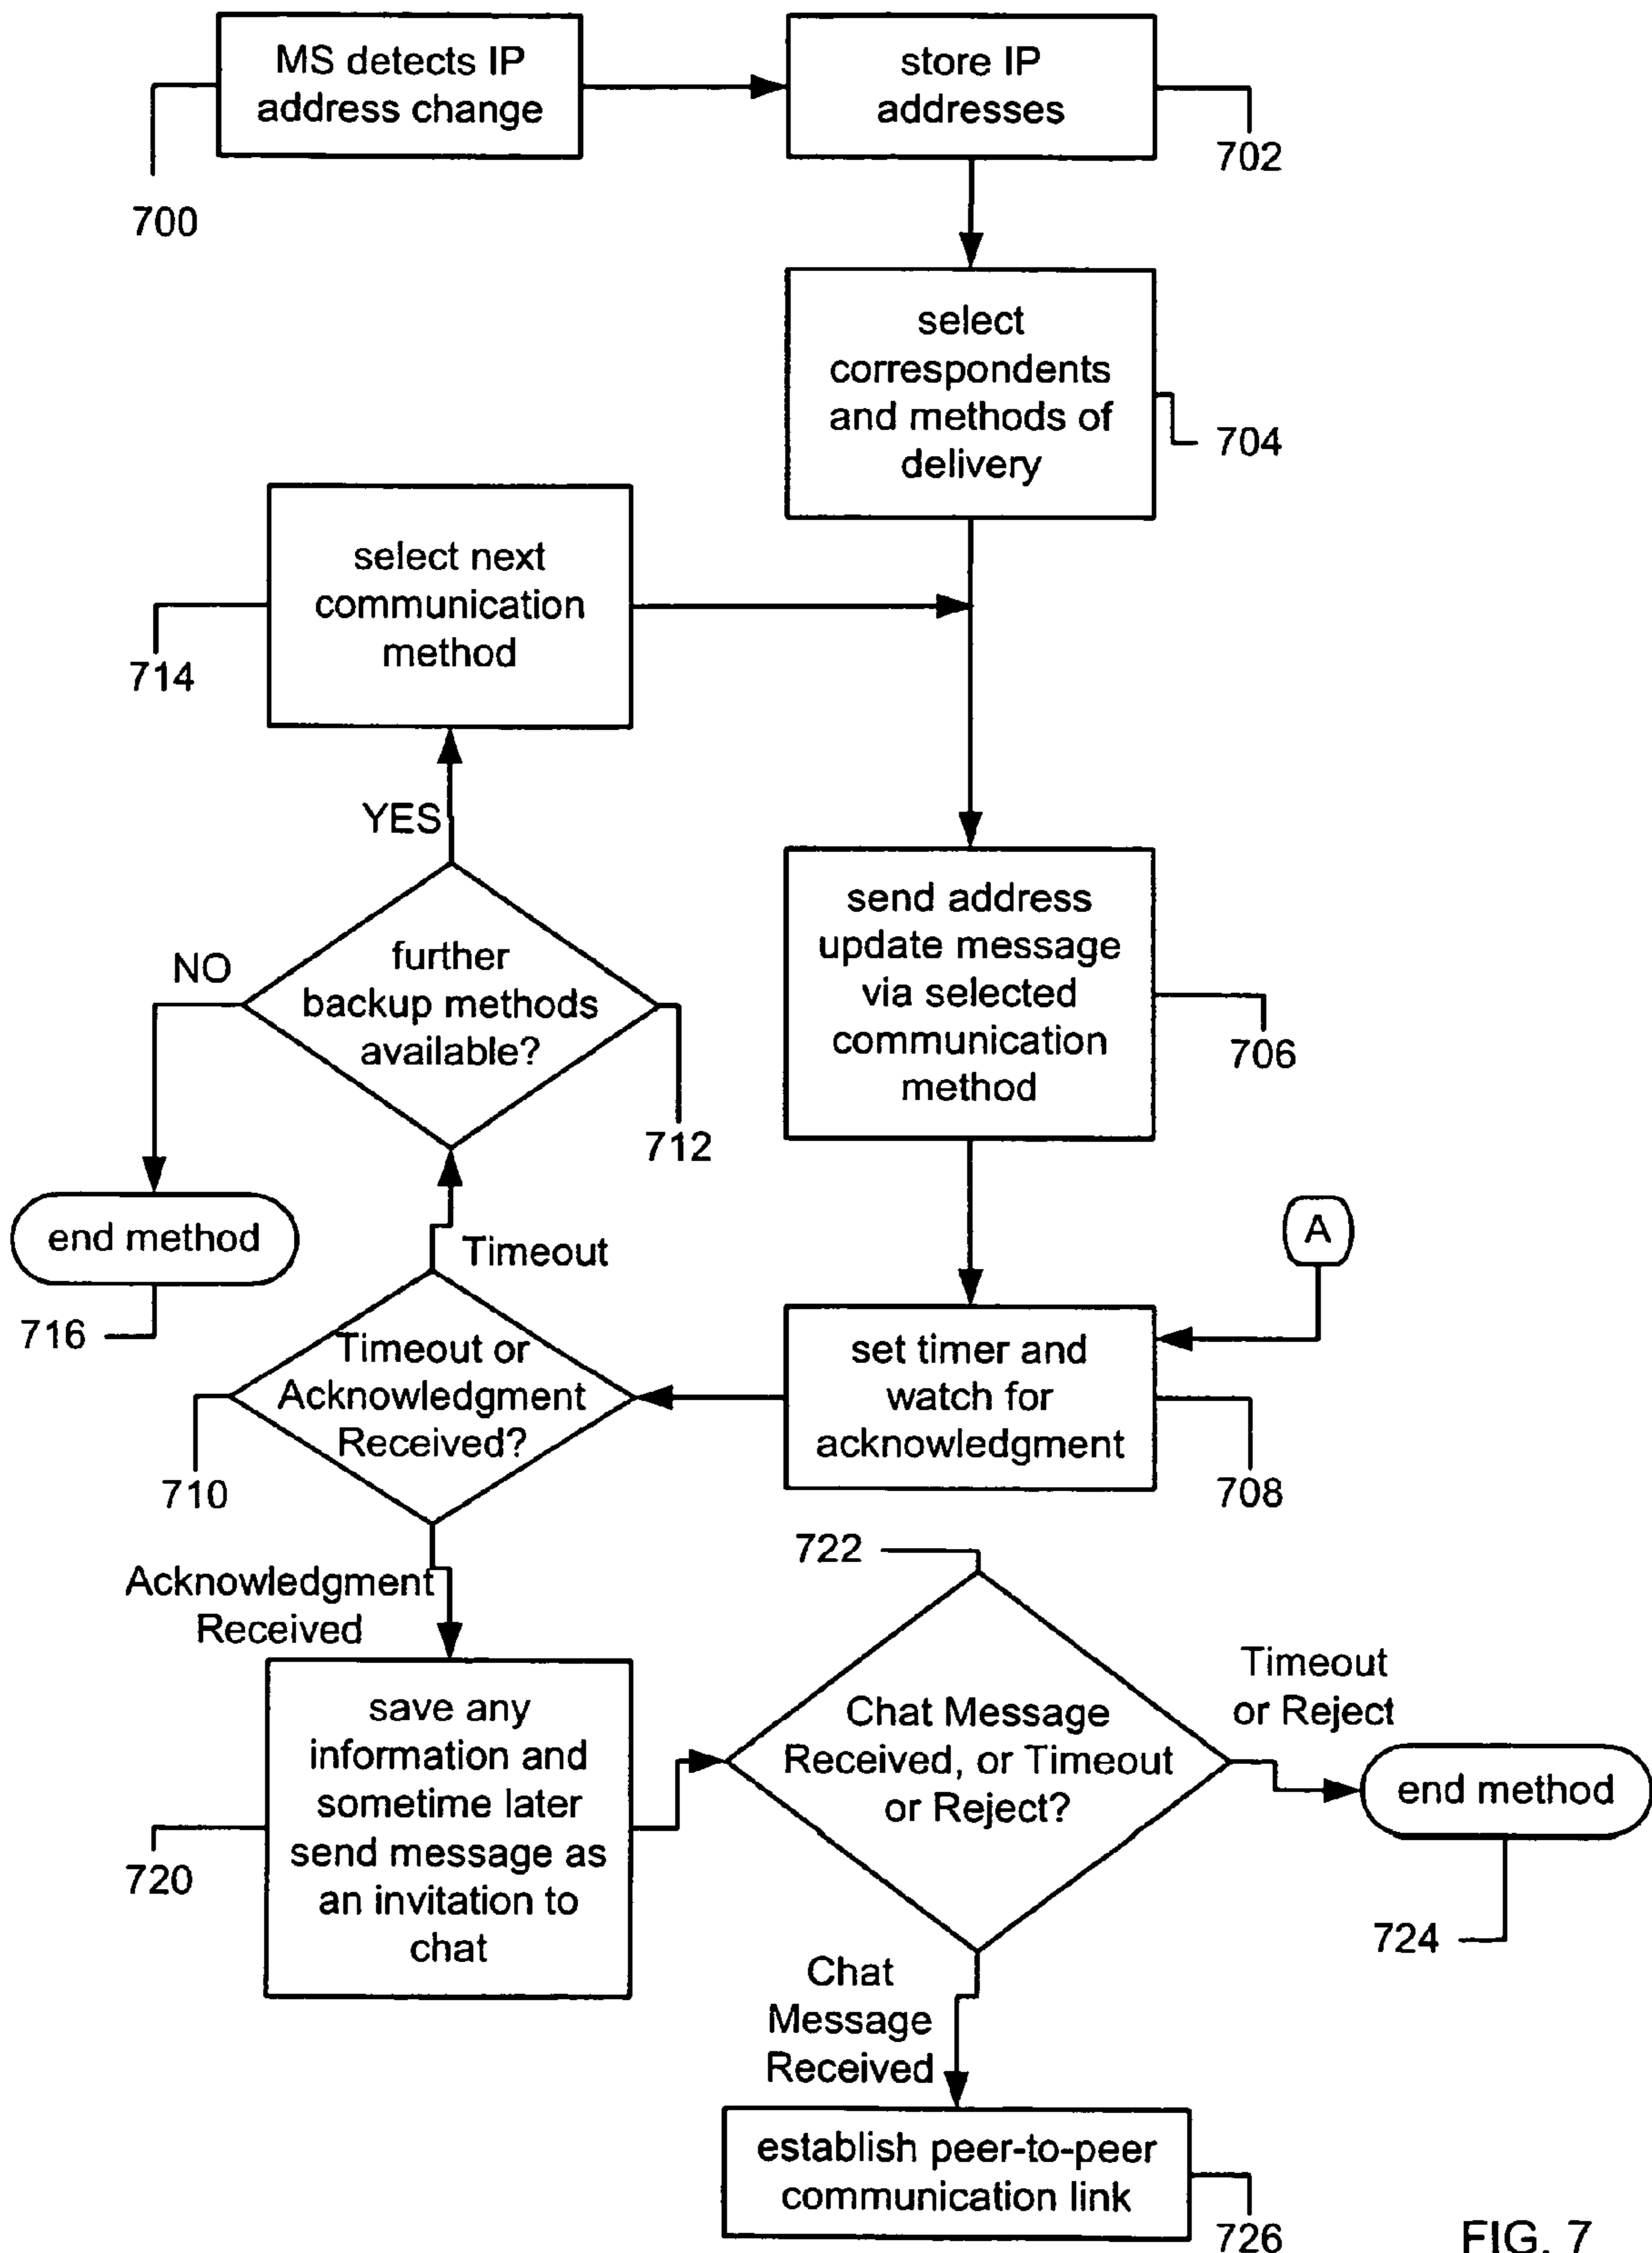 MS detects IP
address change
store IP
addresses
700
702
select
correspondents
and methods of
delivery
704
select next
communication
method
714
YES
send address
update message
via selected
communication
method
706
further
backup methods
available?
NO
712
end method
716
Timeout
A
set timer and
watch for
acknowledgment
708
Timeout or
Acknowledgment
Received?
710
Acknowledgment
Received
722
save any
information and
sometime later
send message as
an invitation to
chat
720
Chat Message
Received, or Timeout
or Reject?
Timeout
or Reject
end method
724
Chat
Message
Received
establish peer-to-peer
communication link
726
FIG. 7